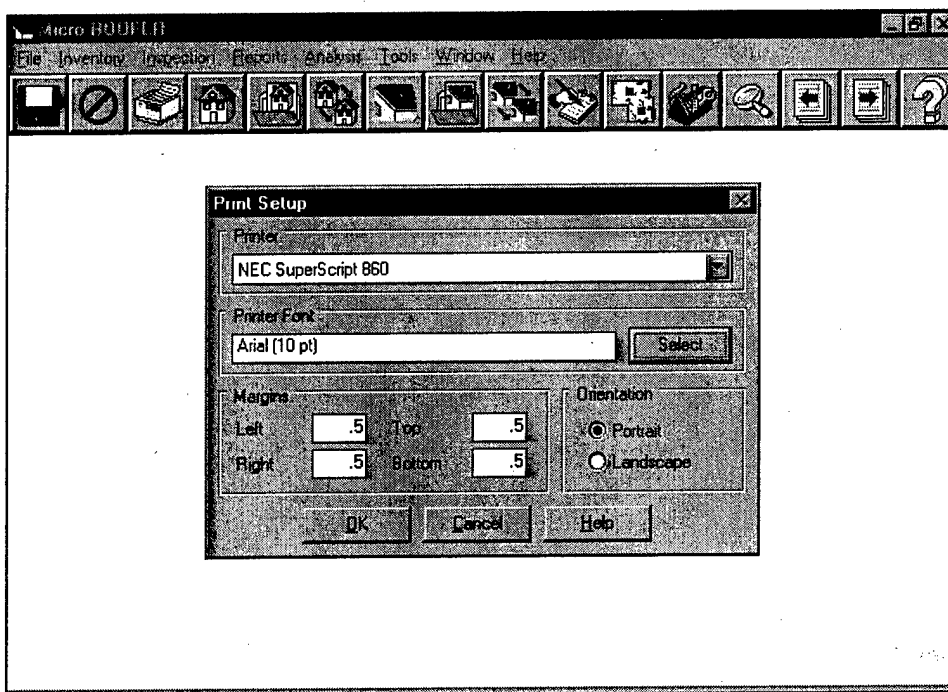 Micro ROOFER
File Inventory Inspection Reports Analysis Tools Window Help
Print Setup
Printer
NEC SuperScript 860
Printer Font
Arial (10 pt)
Select
Margins
Left .5 Top .5
Right .5 Bottom .5
Orientation
Portrait
Landscape
OK Cancel Help